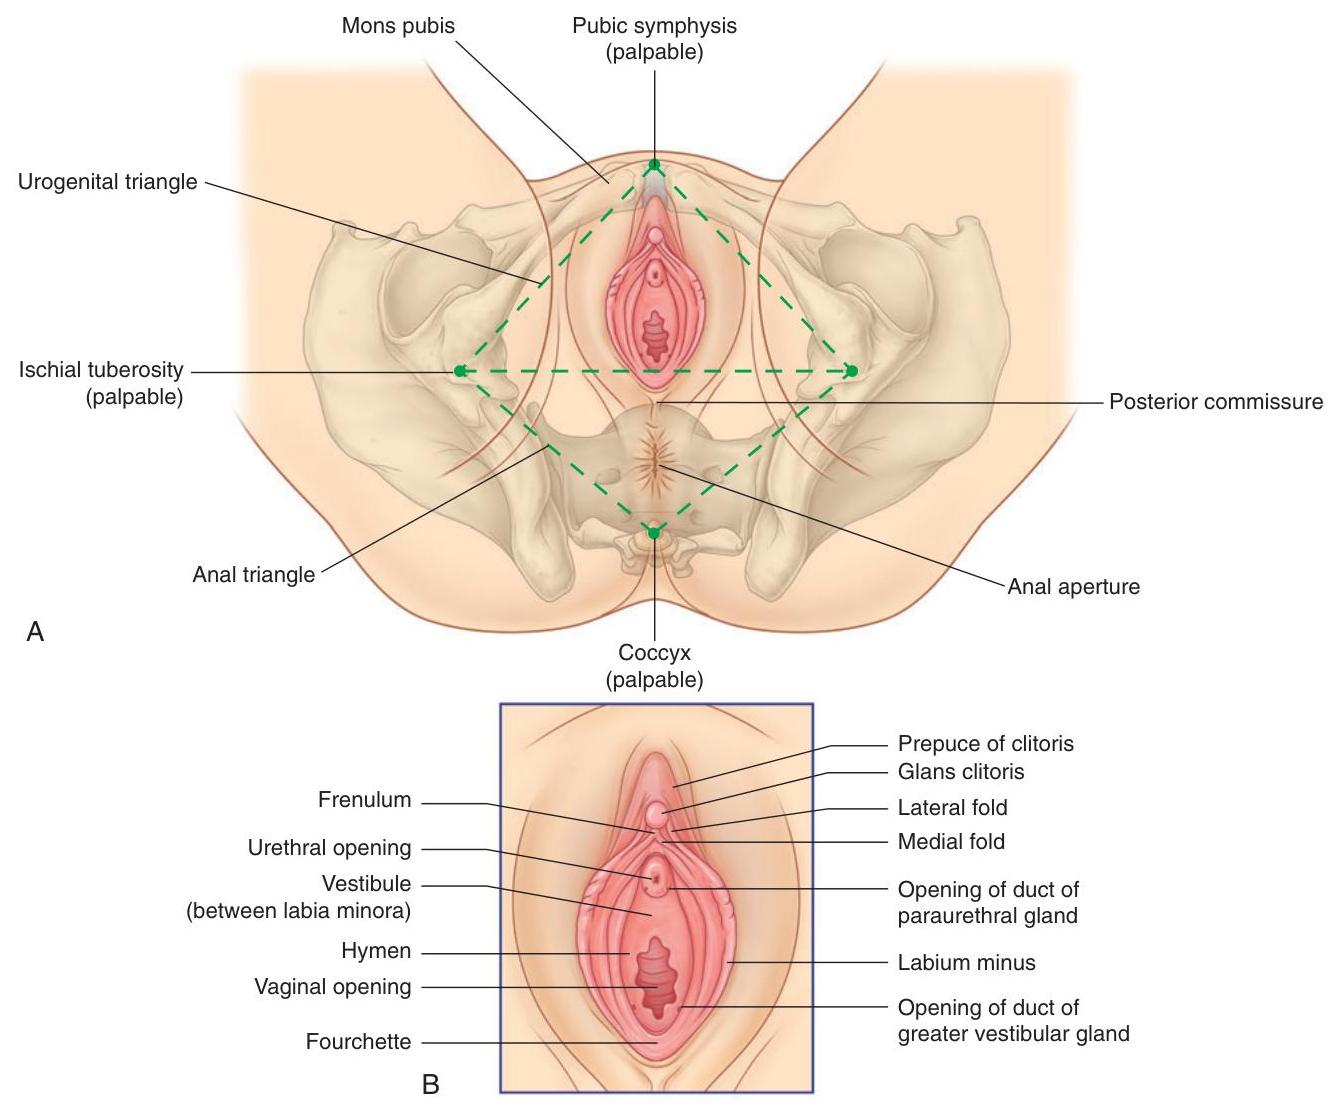 Mons pubis
Pubic symphysis
(palpable)
Urogenital triangle
Ischial tuberosity
(palpable)
Posterior commissure
Anal triangle
Anal aperture
A
Coccyx
(palpable)
Prepuce of clitoris
Glans clitoris
Frenulum
Lateral fold
Medial fold
Urethral opening
Vestibule
(between labia minora)
Opening of duct of
paraurethral gland
Hymen
Labium minus
Vaginal opening
Opening of duct of
greater vestibular gland
Fourchette
B